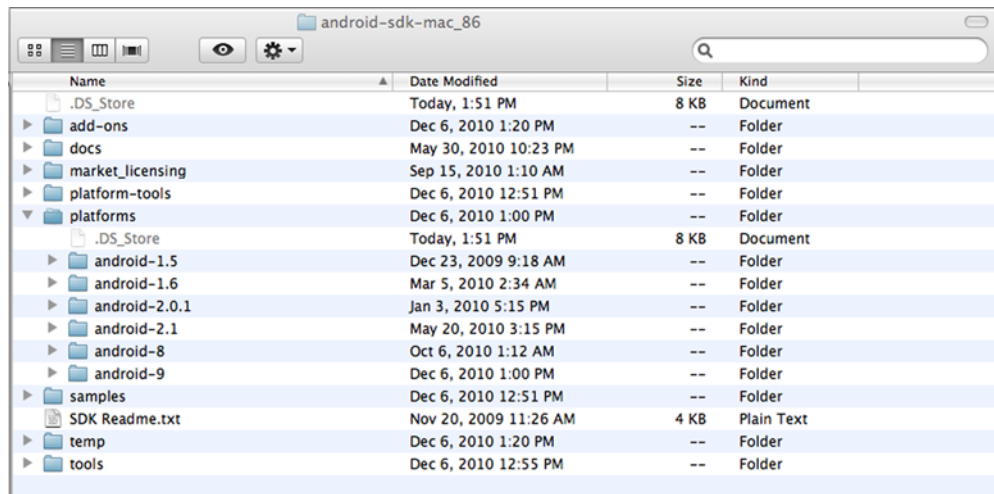 android-sdk-mac_86
Name Date Modified Size Kind
.DS_Store Today, 1:51 PM 8 KB Document
add-ons Dec 6, 2010 1:20 PM -- Folder
docs May 30, 2010 10:23 PM -- Folder
market_licensing Sep 15, 2010 1:10 AM -- Folder
platform-tools Dec 6, 2010 12:51 PM -- Folder
platforms Dec 6, 2010 1:00 PM -- Folder
.DS_Store Today, 1:51 PM 8 KB Document
android-1.5 Dec 23, 2009 9:18 AM -- Folder
android-1.6 Mar 5, 2010 2:34 AM -- Folder
android-2.0.1 Jan 3, 2010 5:15 PM -- Folder
android-2.1 May 20, 2010 3:15 PM -- Folder
android-8 Oct 6, 2010 1:12 AM -- Folder
android-9 Dec 6, 2010 1:00 PM -- Folder
samples Dec 6, 2010 12:51 PM -- Folder
SDK Readme.txt Nov 20, 2009 11:26 AM 4 KB Plain Text
temp Dec 6, 2010 1:20 PM -- Folder
tools Dec 6, 2010 12:55 PM -- Folder